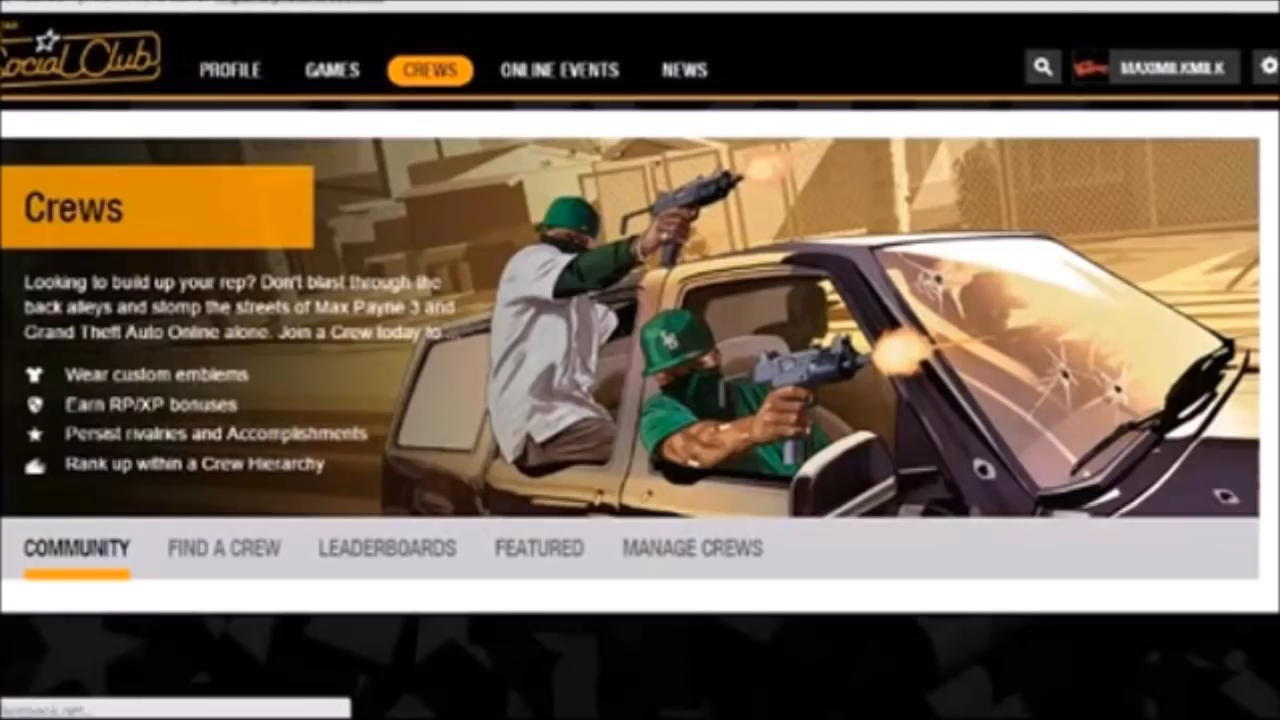 Social Club
PROFILE
GAMES
CREWS
ONLINE EVENTS
NEWS
MAXIMILKMILK
Crews
Looking to build up your rep? Don't blast through the
back alleys and stomp the streets of Max Payne 3 and
Grand Theft Auto Online alone. Join a Crew today to...
Wear custom emblems
Earn RP/XP bonuses
Persist rivalries and Accomplishments
Rank up within a Crew Hierarchy
COMMUNITY
FIND A CREW
LEADERBOARDS
FEATURED
MANAGE CREWS